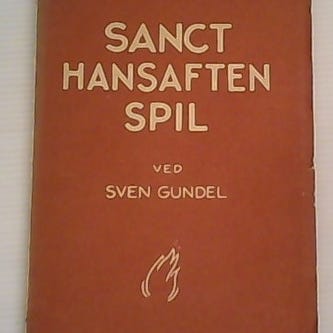 SANCT
HANSAFTEN
SPIL
VED
SVEN GUNDEL